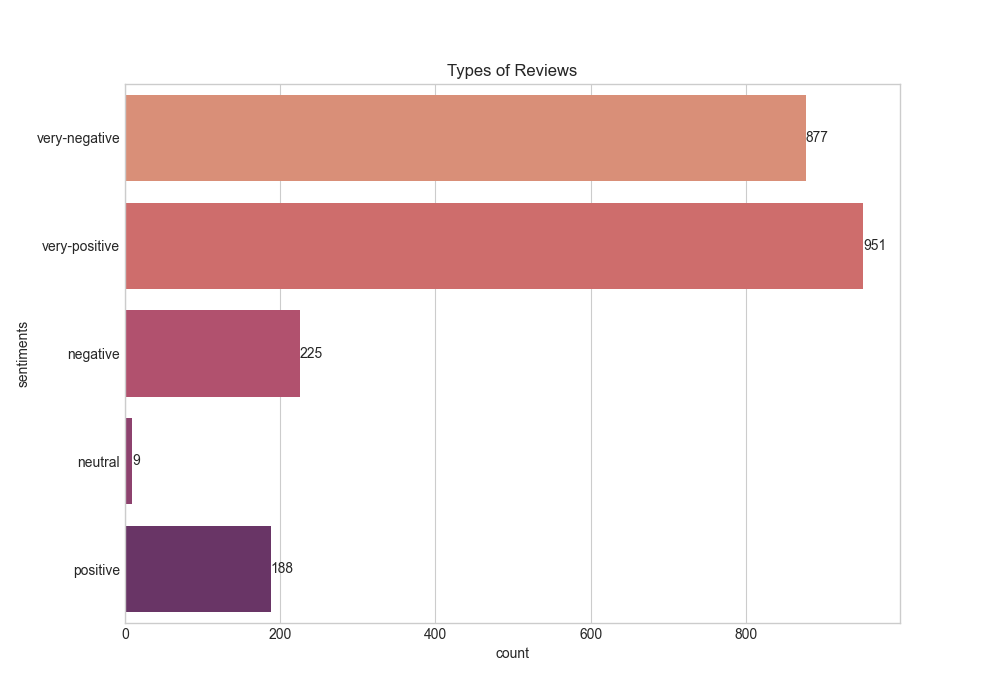 Types of Reviews
very-negative
877
very-positive
951
sentiments
negative
225
neutral
9
positive
188
0
200
400
600
800
count